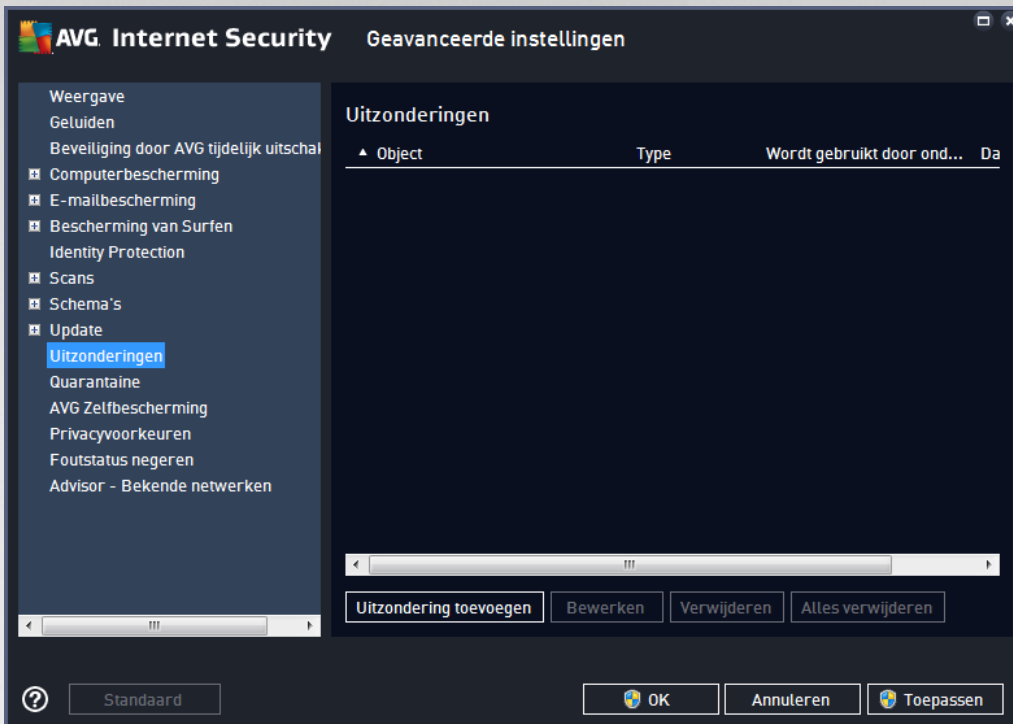 AVG. Internet Security
Geavanceerde instellingen
Weergave
Geluiden
Beveiliging door AVG tijdelijk uitschak
Computerbescherming
E-mailbescherming
Bescherming van Surfen
Identity Protection
Scans
Schema's
Update
Uitzonderingen
Quarantaine
AVG Zelfbescherming
Privacyvoorkeuren
Foutstatus negeren
Advisor - Bekende netwerken
Uitzonderingen
Object Type Wordt gebruikt door ond... Da
Uitzondering toevoegen Bewerken Verwijderen Alles verwijderen
? Standaard OK Annuleren Toepassen